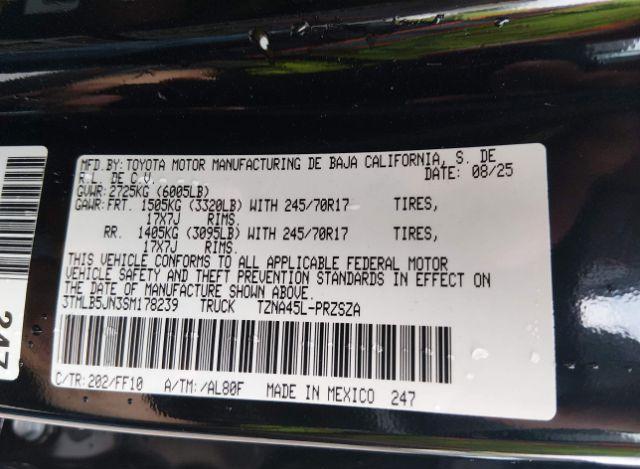 MFD.BY: TOYOTA MOTOR MANUFACTURING DE BAJA CALIFORNIA, S. DE
R.L. DE C.V. DATE: 08/25
GVWR: 2725KG (6005LB)
GAWR: FRT. 1505KG (3320LB) WITH 245/70R17 TIRES,
17X7J RIMS.
RR. 1405KG (3095LB) WITH 245/70R17 TIRES,
17X7J RIMS.
THIS VEHICLE CONFORMS TO ALL APPLICABLE FEDERAL MOTOR
VEHICLE SAFETY AND THEFT PREVENTION STANDARDS IN EFFECT ON
THE DATE OF MANUFACTURE SHOWN ABOVE.
3TMLB5JN3SM178239 TRUCK TZNA45L-PRZSZA
C/TR: 202/FF10 A/TM: /AL80F MADE IN MEXICO 247
247